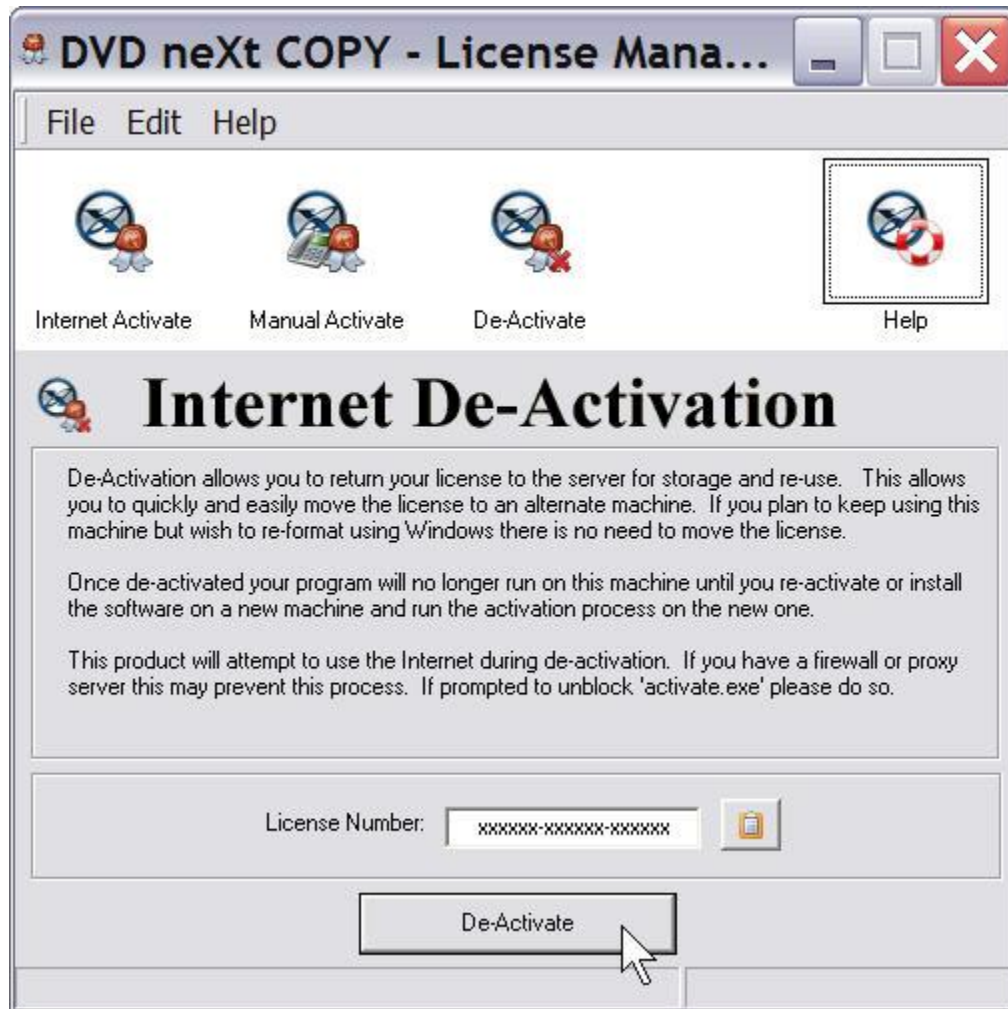 DVD neXt COPY - License Mana...
File Edit Help
Internet Activate Manual Activate De-Activate Help
Internet De-Activation
De-Activation allows you to return your license to the server for storage and re-use. This allows
you to quickly and easily move the license to an alternate machine. If you plan to keep using this
machine but wish to re-format using Windows there is no need to move the license.
Once de-activated your program will no longer run on this machine until you re-activate or install
the software on a new machine and run the activation process on the new one.
This product will attempt to use the Internet during de-activation. If you have a firewall or proxy
server this may prevent this process. If prompted to unblock 'activate.exe' please do so.
License Number: xxxxxx-xxxxxx-xxxxxx
De-Activate